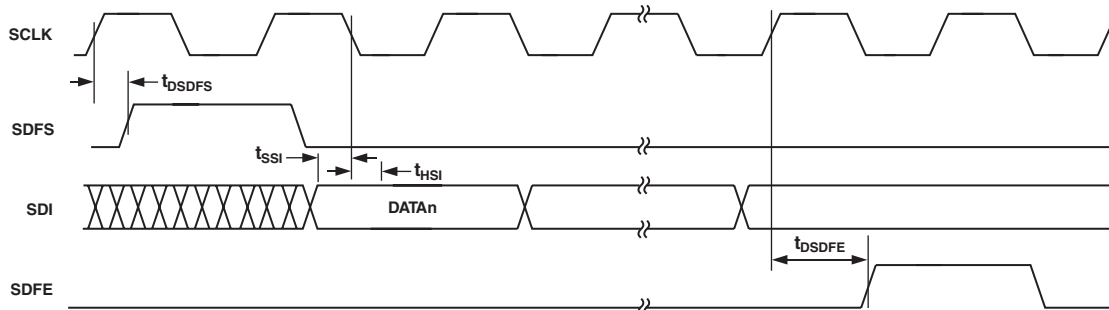 SCLK
tDSDFS
SDFS
tSSI
tHSI
SDI
DATAn
tDSDFE
SDFE